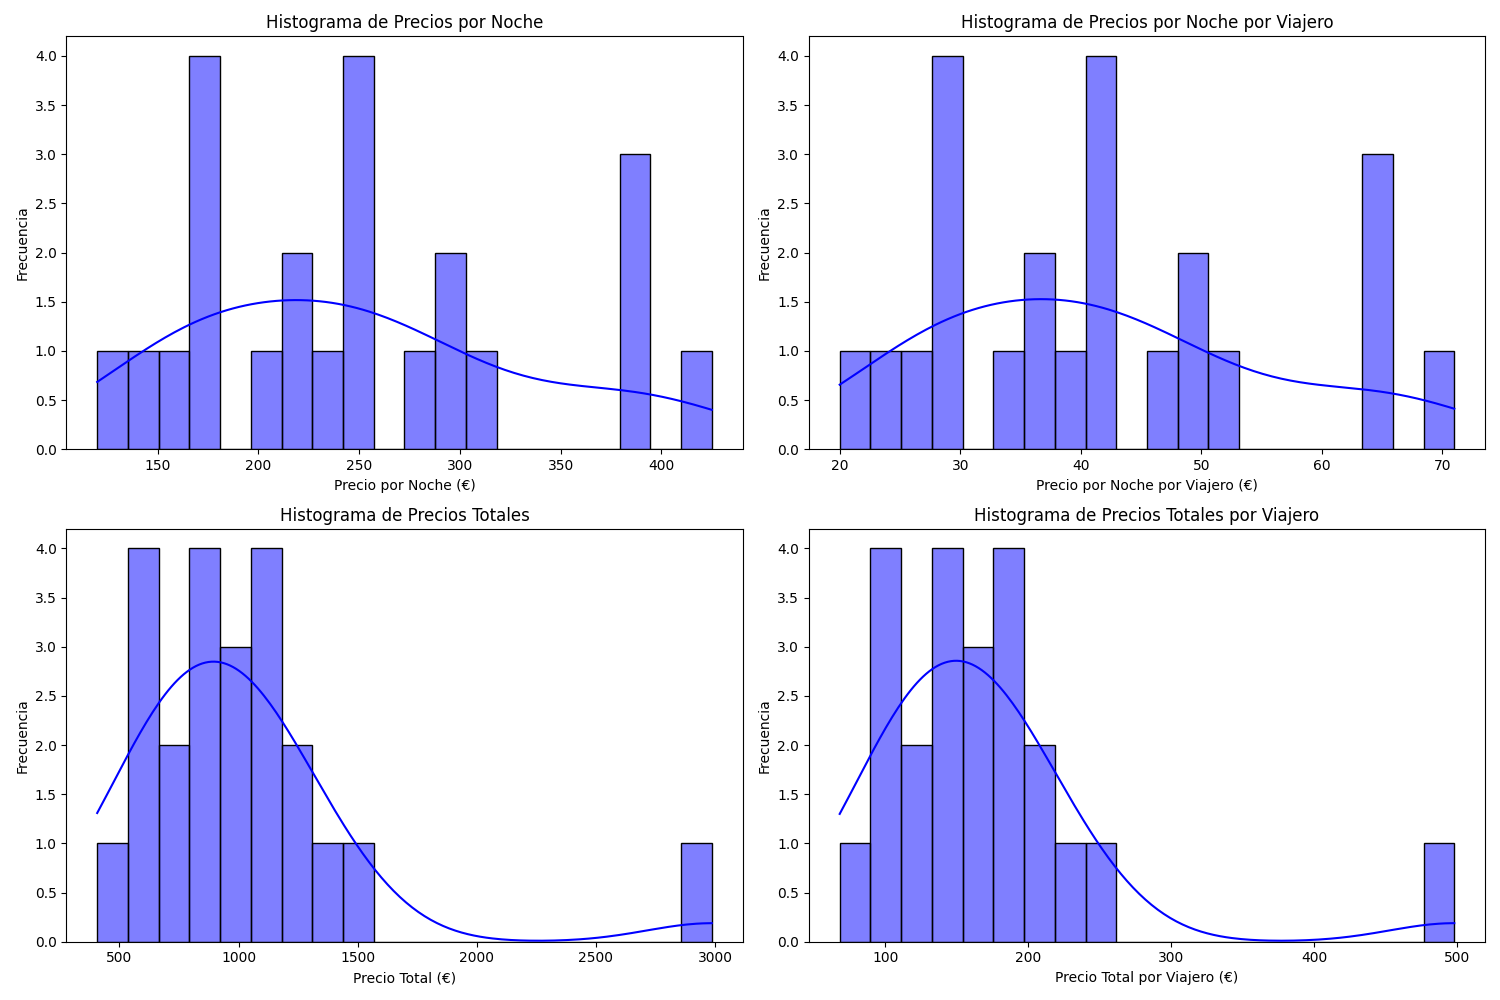 Histograma de Precios por Noche
4.0
3.5
3.0
2.5
2.0
1.5
1.0
0.5
0.0
Frecuencia
150 200 250 300 350 400
Precio por Noche (€)
Histograma de Precios por Noche por Viajero
4.0
3.5
3.0
2.5
2.0
1.5
1.0
0.5
0.0
Frecuencia
20 30 40 50 60 70
Precio por Noche por Viajero (€)
Histograma de Precios Totales
4.0
3.5
3.0
2.5
2.0
1.5
1.0
0.5
0.0
Frecuencia
500 1000 1500 2000 2500 3000
Precio Total (€)
Histograma de Precios Totales por Viajero
4.0
3.5
3.0
2.5
2.0
1.5
1.0
0.5
0.0
Frecuencia
100 200 300 400 500
Precio Total por Viajero (€)